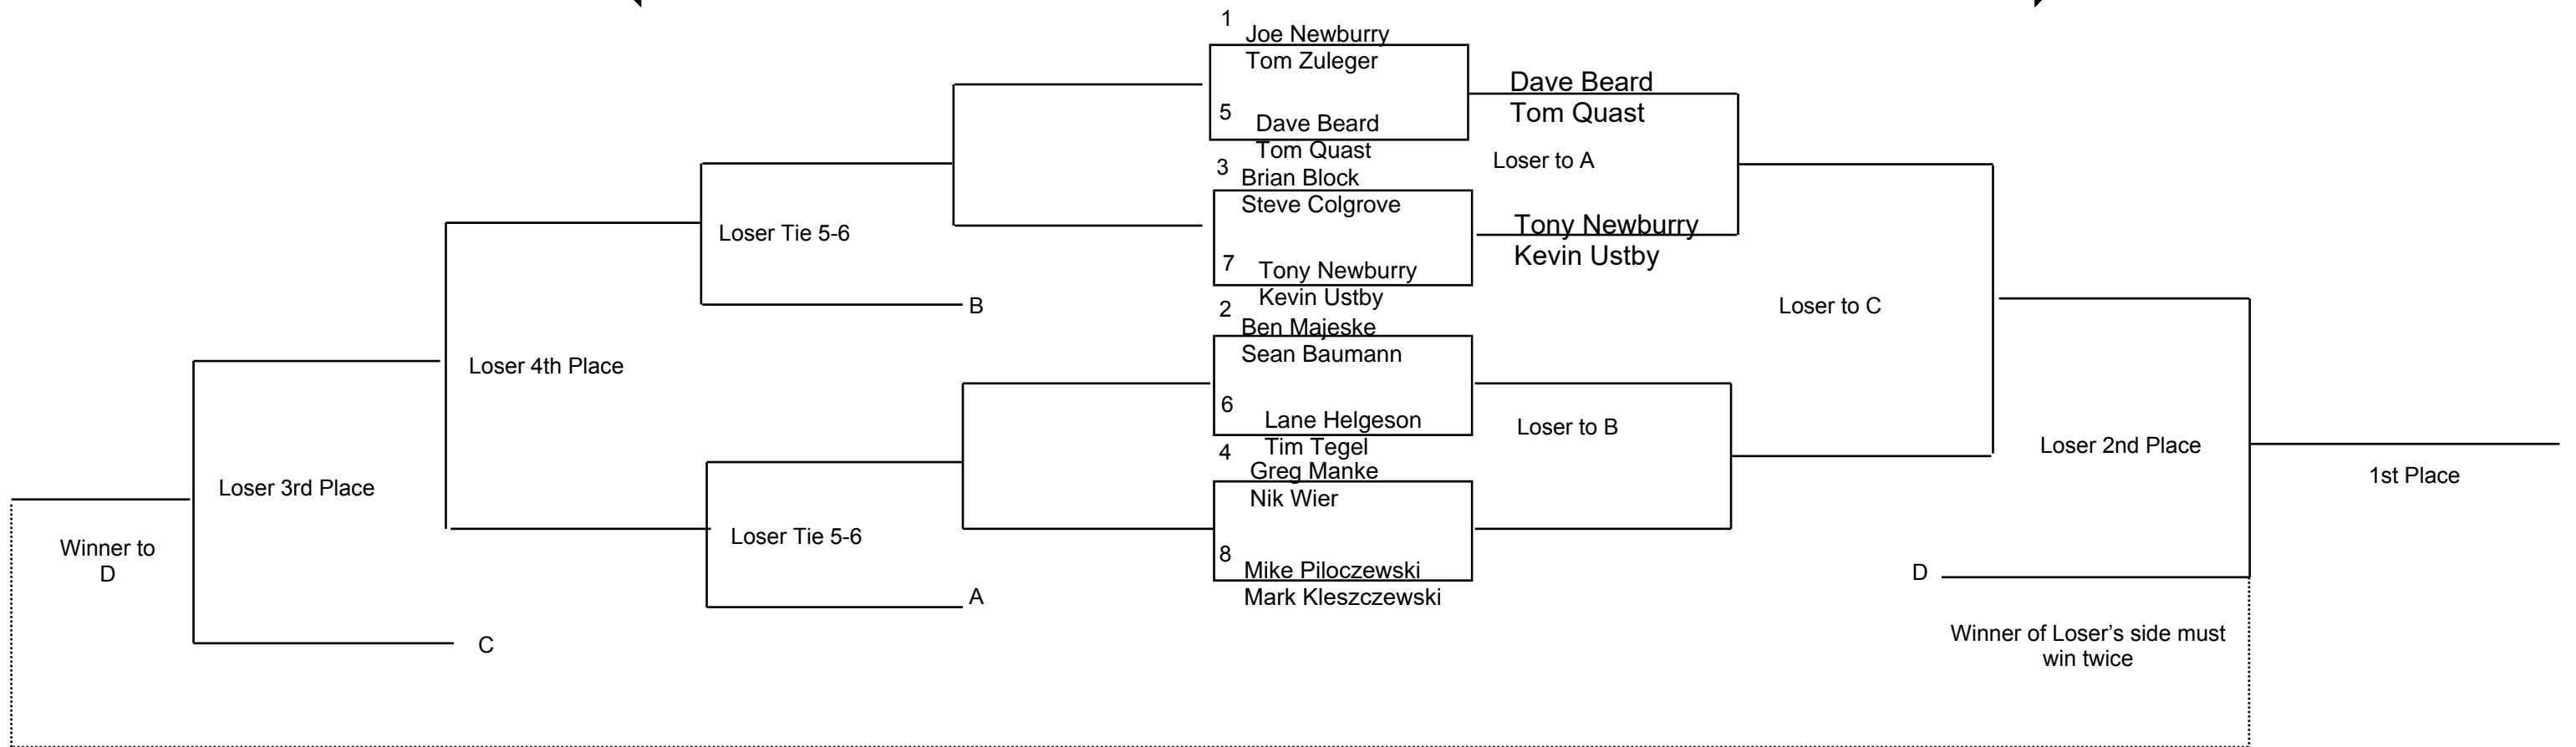 1
Joe Newburry
Tom Zuleger
5
Dave Beard
Tom Quast
3
Brian Block
Steve Colgrove
7
Tony Newburry
Kevin Ustby
2
Ben Majeske
Sean Baumann
6
Lane Helgeson
Tim Tegel
4
Greg Manke
Nik Wier
8
Mike Piloczewski
Mark Kleszczewski
Dave Beard
Tom Quast
Loser to A
Tony Newburry
Kevin Ustby
Loser to B
Loser to C
Loser 2nd Place
1st Place
D
Winner of Loser’s side must
win twice
Loser Tie 5-6
B
Loser Tie 5-6
A
Loser 4th Place
Loser 3rd Place
C
Winner to
D